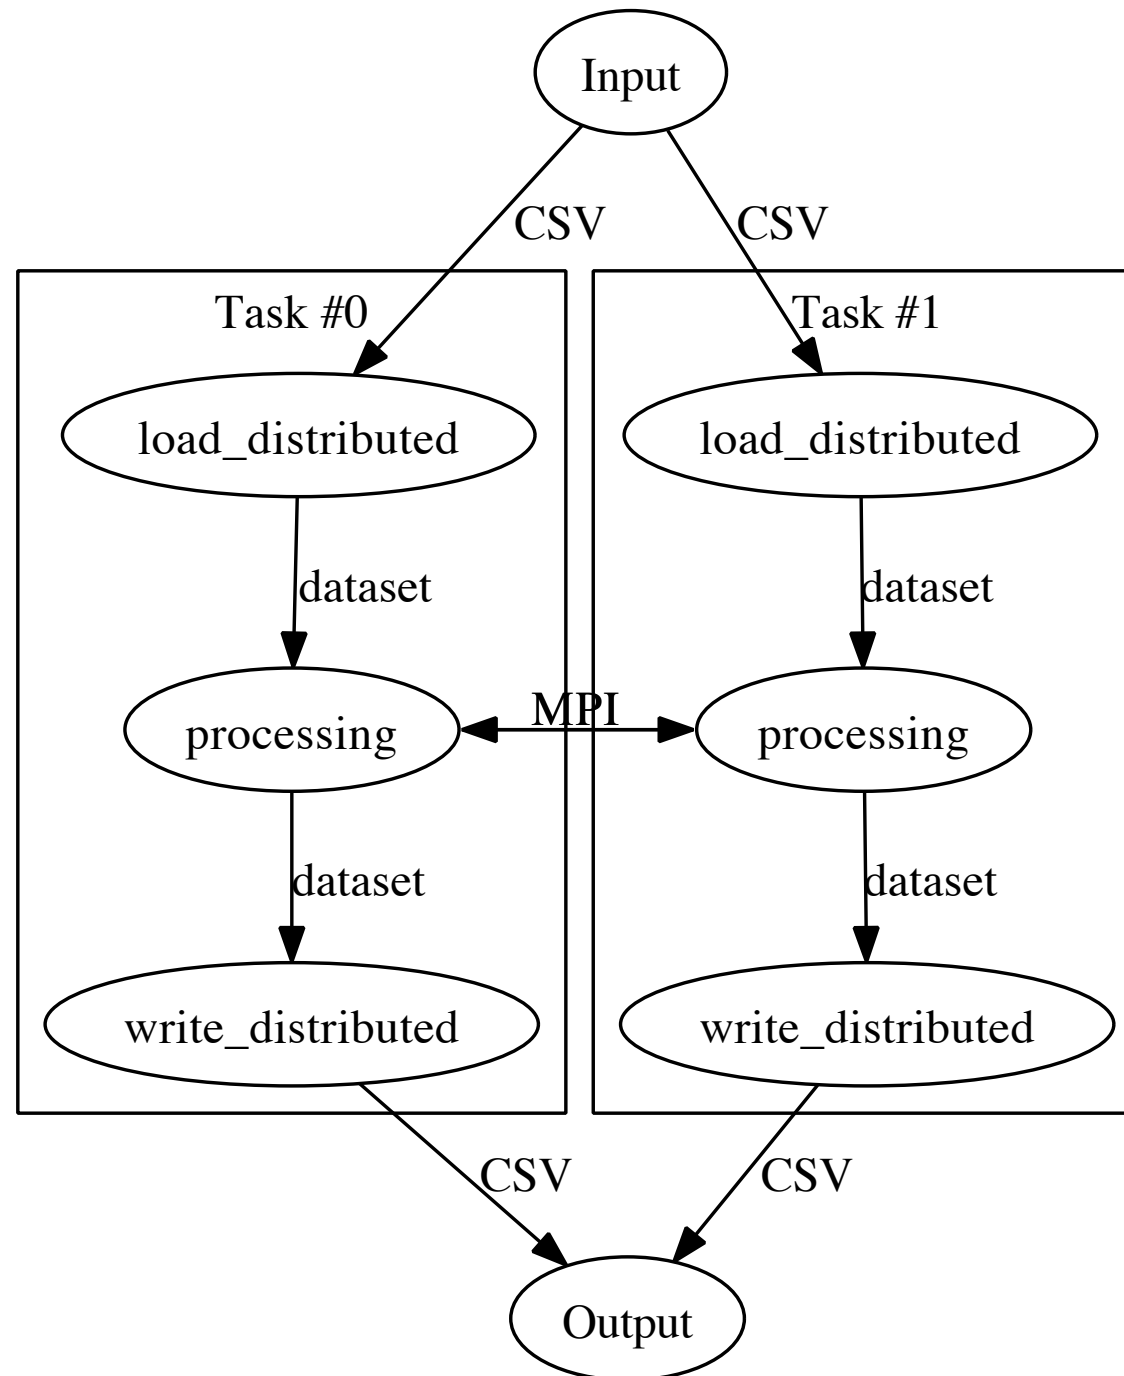 Input
CSV
CSV
Task #0
Task #1
load_distributed
load_distributed
dataset
dataset
MPI
processing
processing
dataset
dataset
write_distributed
write_distributed
CSV
CSV
Output